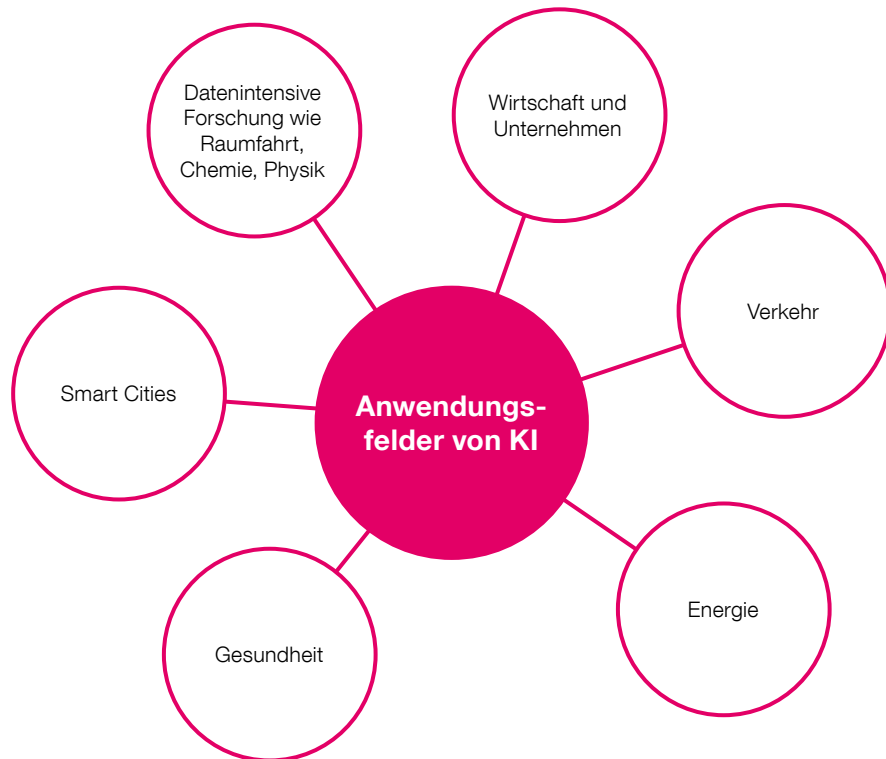 Datenintensive
Forschung wie
Raumfahrt,
Chemie, Physik
Wirtschaft und
Unternehmen
Verkehr
Smart Cities
Anwendungs-
felder von KI
Energie
Gesundheit